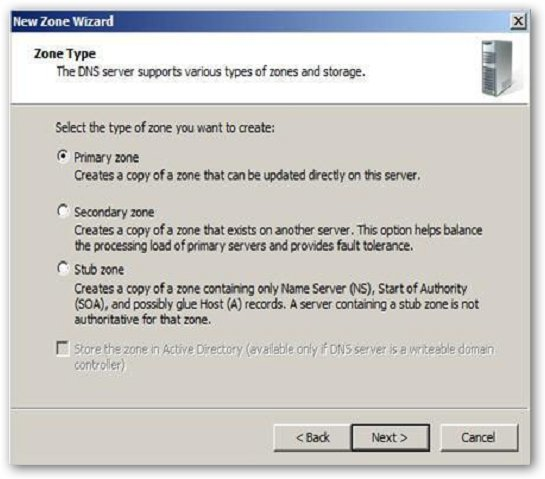 New Zone Wizard
Zone Type
The DNS server supports various types of zones and storage.
Select the type of zone you want to create:
Primary zone
Creates a copy of a zone that can be updated directly on this server.
Secondary zone
Creates a copy of a zone that exists on another server. This option helps balance
the processing load of primary servers and provides fault tolerance.
Stub zone
Creates a copy of a zone containing only Name Server (NS), Start of Authority
(SOA), and possibly glue Host (A) records. A server containing a stub zone is not
authoritative for that zone.
Store the zone in Active Directory (available only if DNS server is a writeable domain
controller)
< Back Next > Cancel